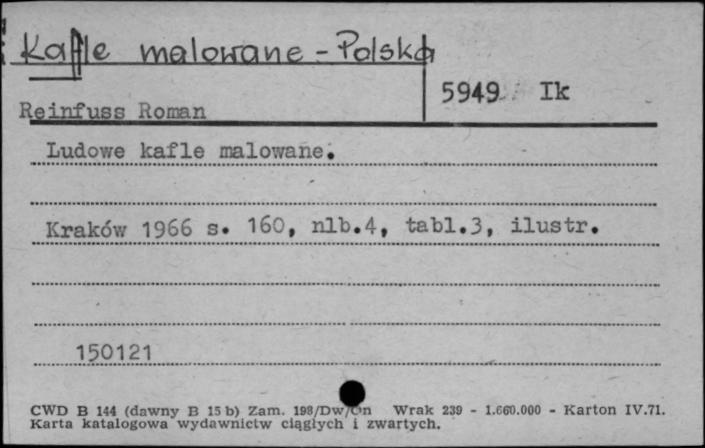 Kafle malowane - Polska
5949 Ik
Reinfuss Roman
Ludowe kafle malowane.
Kraków 1966 s. 160, nlb.4, tabl.3, ilustr.
150121
CWD B 144 (dawny B 15 b) Zam. 198/Dw/On Wrak 239 - 1.660.000 - Karton IV.71.
Karta katalogowa wydawnictw ciągłych i zwartych.